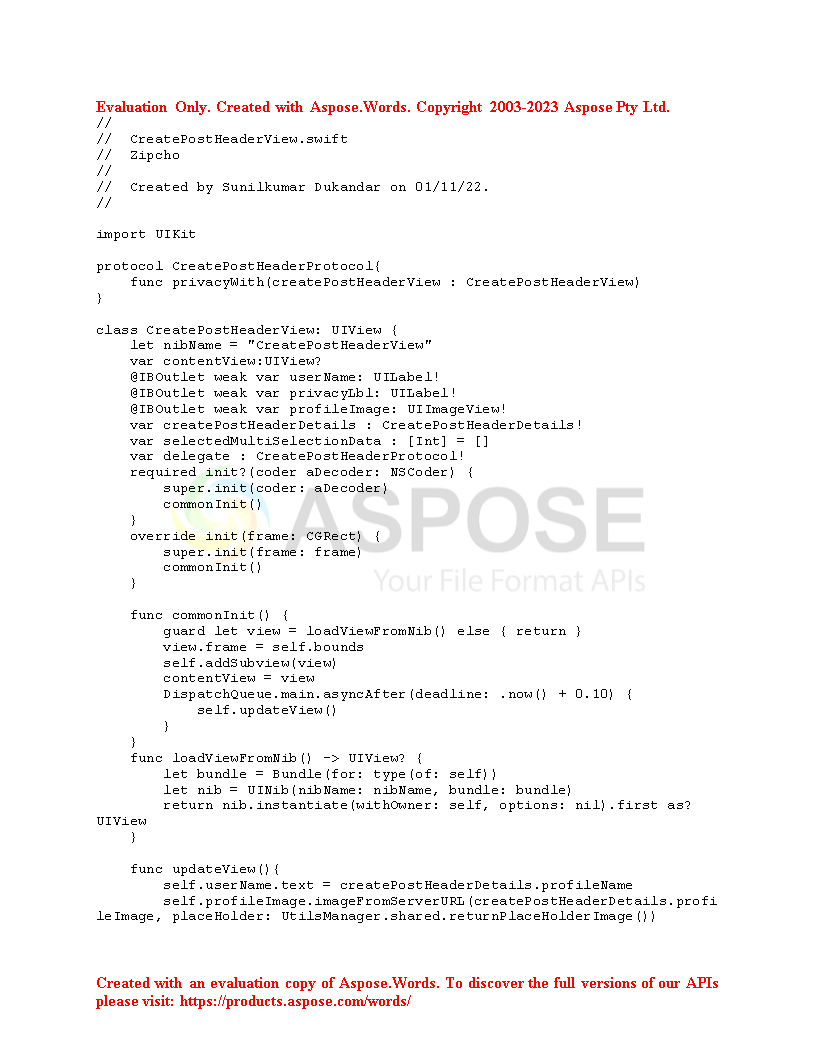 Evaluation Only. Created with Aspose.Words. Copyright 2003-2023 Aspose Pty Ltd.
//
//  CreatePostHeaderView.swift
//  Zipcho
//
//  Created by Sunilkumar Dukandar on 01/11/22.
//

import UIKit

protocol CreatePostHeaderProtocol{
    func privacyWith(createPostHeaderView : CreatePostHeaderView)
}

class CreatePostHeaderView: UIView {
    let nibName = "CreatePostHeaderView"
    var contentView:UIView?
    @IBOutlet weak var userName: UILabel!
    @IBOutlet weak var privacyLbl: UILabel!
    @IBOutlet weak var profileImage: UIImageView!
    var createPostHeaderDetails : CreatePostHeaderDetails!
    var selectedMultiSelectionData : [Int] = []
    var delegate : CreatePostHeaderProtocol!
    required init?(coder aDecoder: NSCoder) {
        super.init(coder: aDecoder)
        commonInit()
    }
    override init(frame: CGRect) {
        super.init(frame: frame)
        commonInit()
    }
ASPOSE
Your File Format APIs

    func commonInit() {
        guard let view = loadViewFromNib() else { return }
        view.frame = self.bounds
        self.addSubview(view)
        contentView = view
        DispatchQueue.main.asyncAfter(deadline: .now() + 0.10) {
            self.updateView()
        }
    }
    func loadViewFromNib() -> UIView? {
        let bundle = Bundle(for: type(of: self))
        let nib = UINib(nibName: nibName, bundle: bundle)
        return nib.instantiate(withOwner: self, options: nil).first as?
UIView
    }

    func updateView(){
        self.userName.text = createPostHeaderDetails.profileName
        self.profileImage.imageFromServerURL(createPostHeaderDetails.profi
leImage, placeHolder: UtilsManager.shared.returnPlaceHolderImage())

Created with an evaluation copy of Aspose.Words. To discover the full versions of our APIs
please visit: https://products.aspose.com/words/